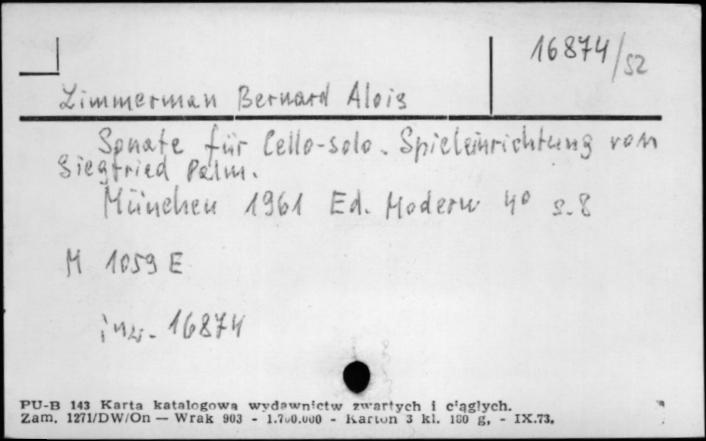 16874/52
Zimmerman Bernard Alois
Sonate für Cello-solo. Spieleinrichtung von
Siegfried Palm.
München 1961 Ed. Modern 4° s. 8
M 1059 E
inw. 16874
PU-B 143 Karta katalogowa wydawnictw zwartych i ciągłych.
Zam. 1271/DW/On — Wrak 903 - 1.700.000 - Karton 3 kl. 180 g. - IX.73.